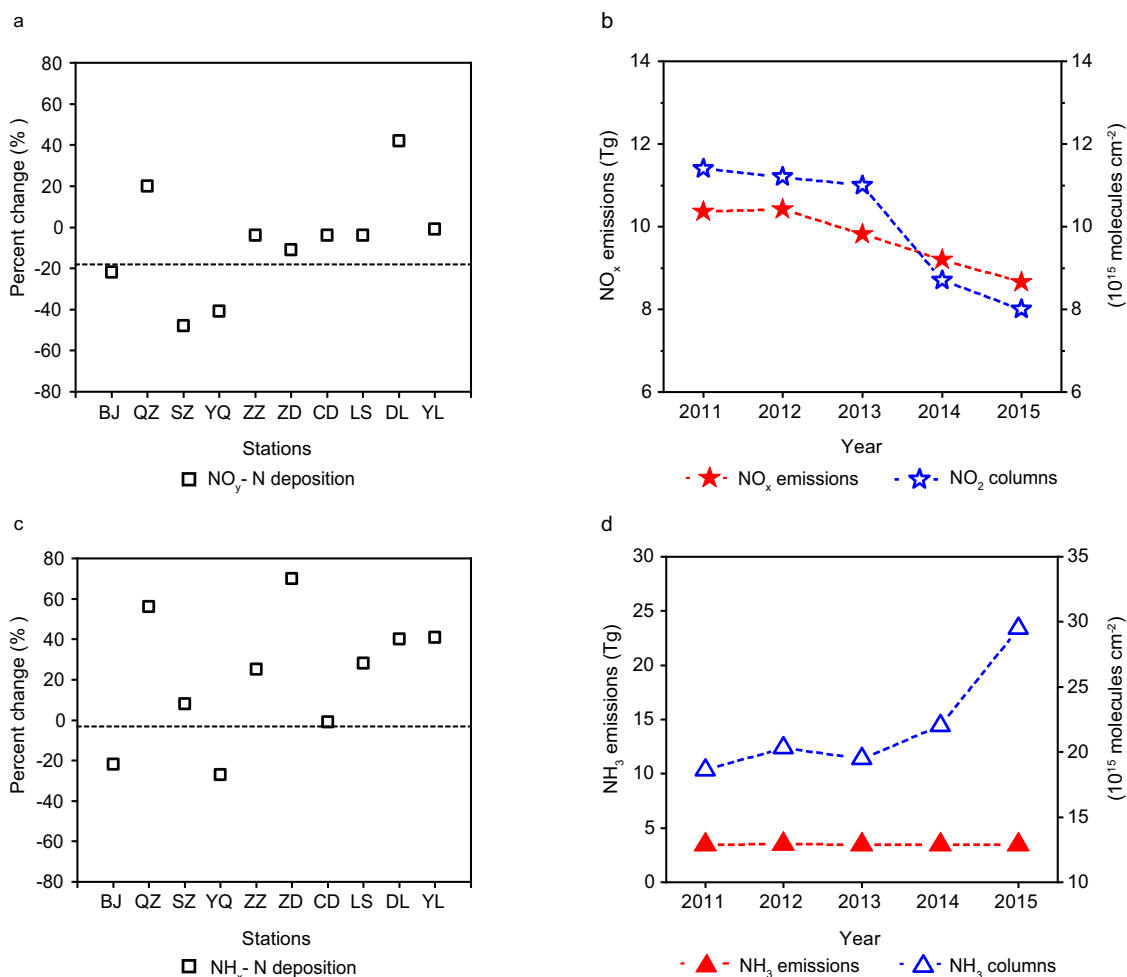 a
Percent change (%)
80
60
40
20
0
-20
-40
-60
-80
BJ QZ SZ YQ ZZ ZD CD LS DL YL
Stations
NOy- N deposition
b
NOx emissions (Tg)
14
12
10
8
6
14
12
10
8
6
(10¹⁵ molecules cm⁻²)
2011 2012 2013 2014 2015
Year
NOx emissions NO₂ columns
c
Percent change (%)
80
60
40
20
0
-20
-40
-60
-80
BJ QZ SZ YQ ZZ ZD CD LS DL YL
Stations
NHx- N deposition
d
NH₃ emissions (Tg)
30
25
20
15
10
5
0
35
30
25
20
15
10
(10¹⁵ molecules cm⁻²)
2011 2012 2013 2014 2015
Year
NH₃ emissions NH₃ columns